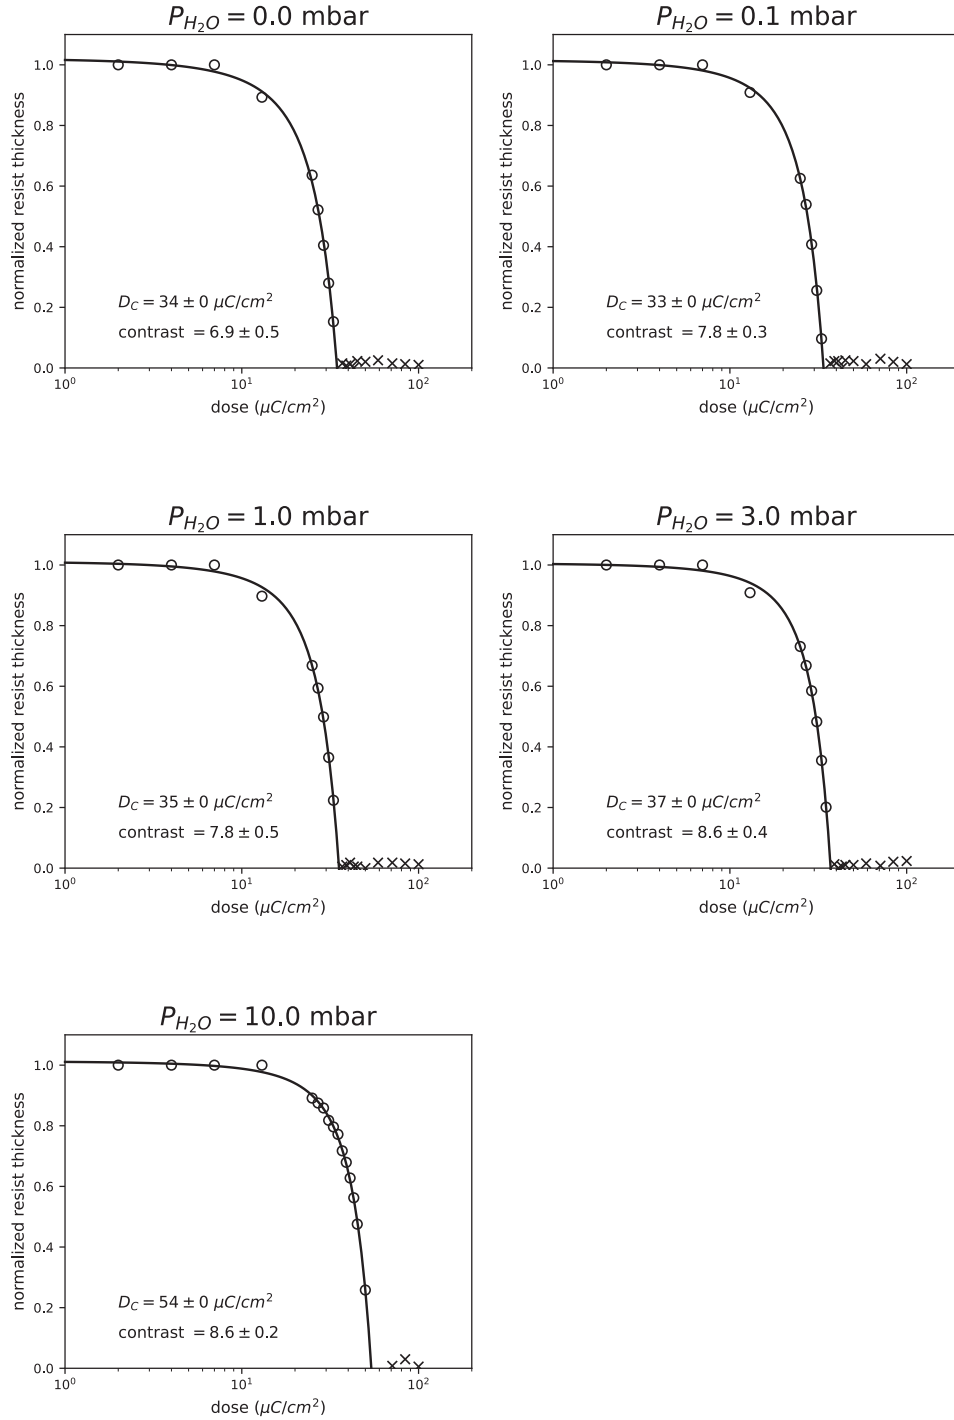 P_{H_2O} = 0.0 mbar
normalized resist thickness
1.0
0.8
0.6
0.4
0.2
0.0
D_C = 34 ± 0 μC/cm²
contrast = 6.9 ± 0.5
10⁰ 10¹ 10²
dose (μC/cm²)
P_{H_2O} = 0.1 mbar
normalized resist thickness
1.0
0.8
0.6
0.4
0.2
0.0
D_C = 33 ± 0 μC/cm²
contrast = 7.8 ± 0.3
10⁰ 10¹ 10²
dose (μC/cm²)
P_{H_2O} = 1.0 mbar
normalized resist thickness
1.0
0.8
0.6
0.4
0.2
0.0
D_C = 35 ± 0 μC/cm²
contrast = 7.8 ± 0.5
10⁰ 10¹ 10²
dose (μC/cm²)
P_{H_2O} = 3.0 mbar
normalized resist thickness
1.0
0.8
0.6
0.4
0.2
0.0
D_C = 37 ± 0 μC/cm²
contrast = 8.6 ± 0.4
10⁰ 10¹ 10²
dose (μC/cm²)
P_{H_2O} = 10.0 mbar
normalized resist thickness
1.0
0.8
0.6
0.4
0.2
0.0
D_C = 54 ± 0 μC/cm²
contrast = 8.6 ± 0.2
10⁰ 10¹ 10²
dose (μC/cm²)